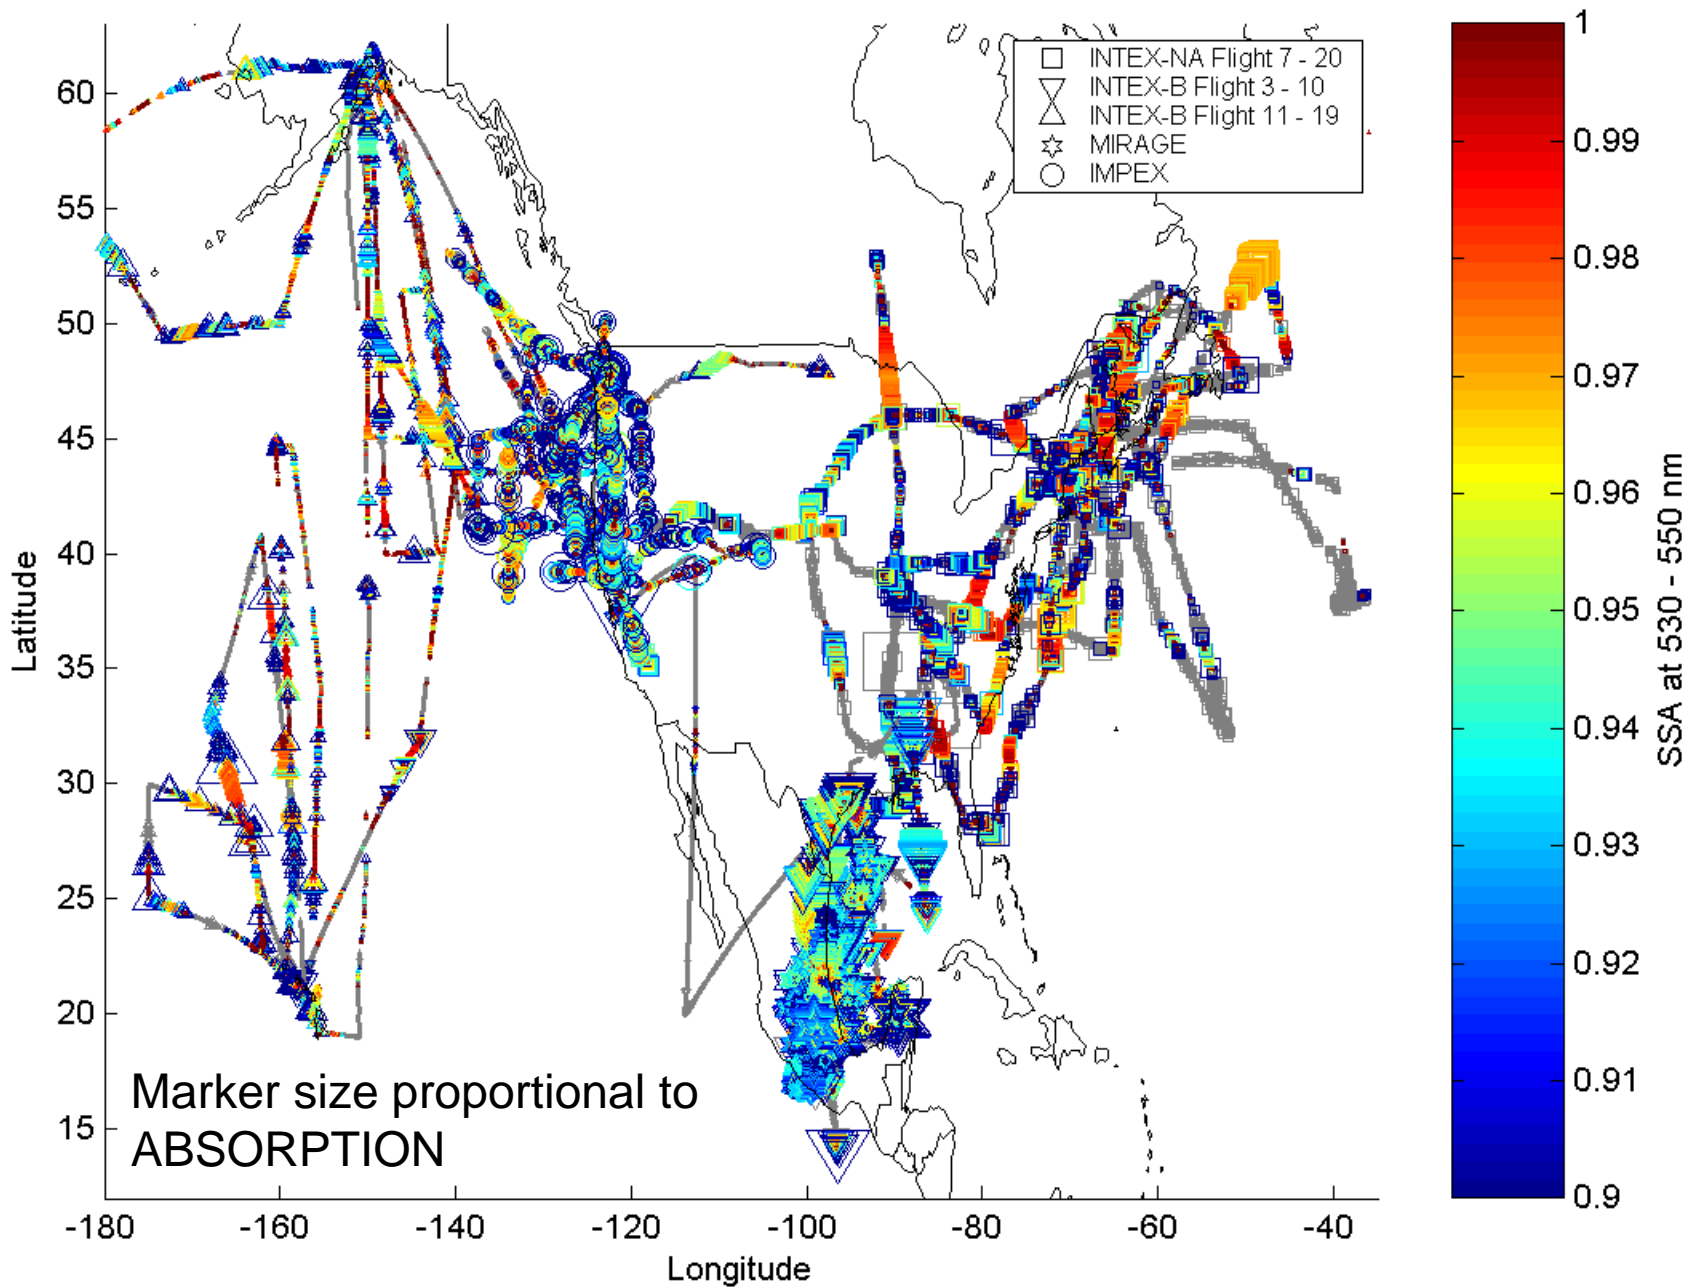 INTEX-NA Flight 7 - 20
INTEX-B Flight 3 - 10
INTEX-B Flight 11 - 19
MIRAGE
IMPEX
60
55
50
45
40
35
30
25
20
15
Latitude
Marker size proportional to
ABSORPTION
-180
-160
-140
-120
-100
-80
-60
-40
Longitude
1
0.99
0.98
0.97
0.96
0.95
0.94
0.93
0.92
0.91
0.9
SSA at 530 - 550 nm